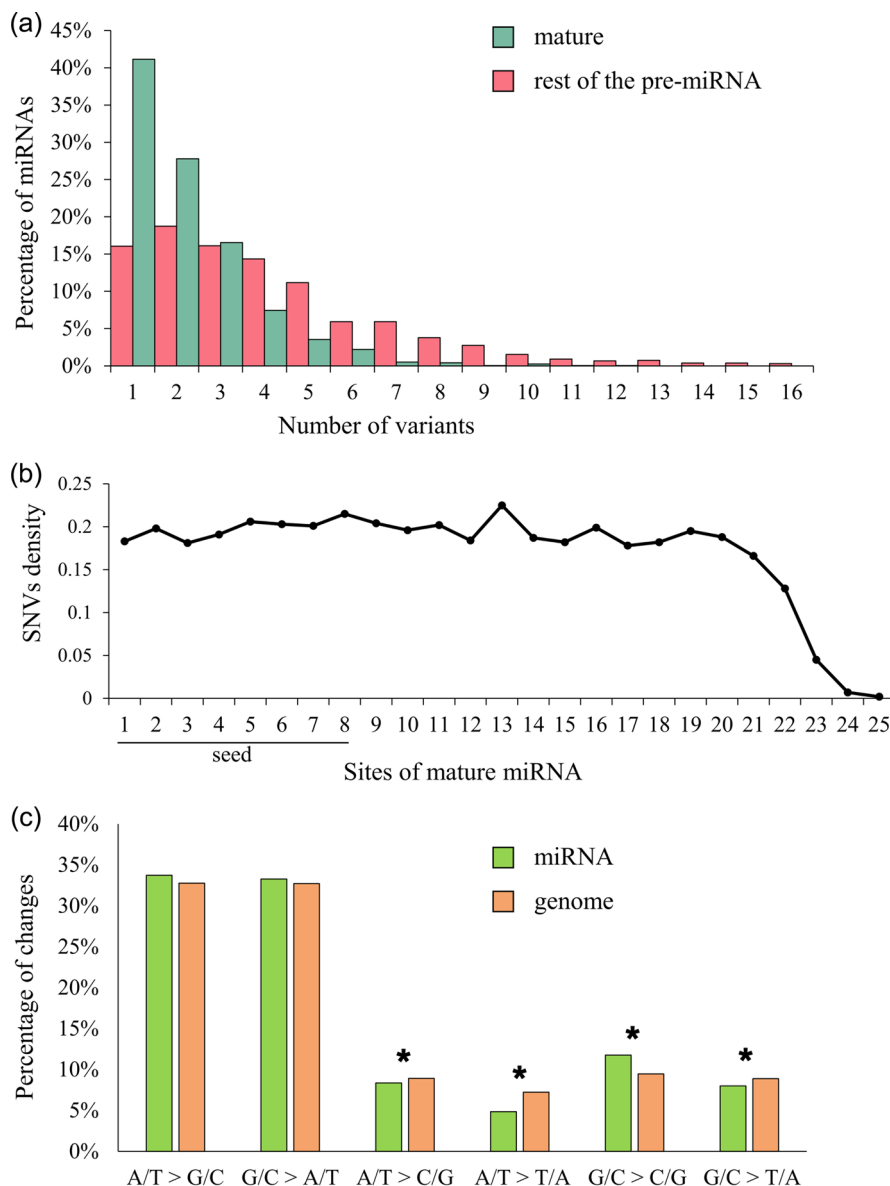 (a)
45%
40%
35%
30%
25%
20%
15%
10%
5%
0%
Percentage of miRNAs
mature
rest of the pre-miRNA
1 2 3 4 5 6 7 8 9 10 11 12 13 14 15 16
Number of variants
(b)
0.25
0.2
0.15
0.1
0.05
0
SNVs density
1 2 3 4 5 6 7 8 9 10 11 12 13 14 15 16 17 18 19 20 21 22 23 24 25
seed
Sites of mature miRNA
(c)
40%
35%
30%
25%
20%
15%
10%
5%
0%
Percentage of changes
miRNA
genome
* * * *
A/T > G/C G/C > A/T A/T > C/G A/T > T/A G/C > C/G G/C > T/A